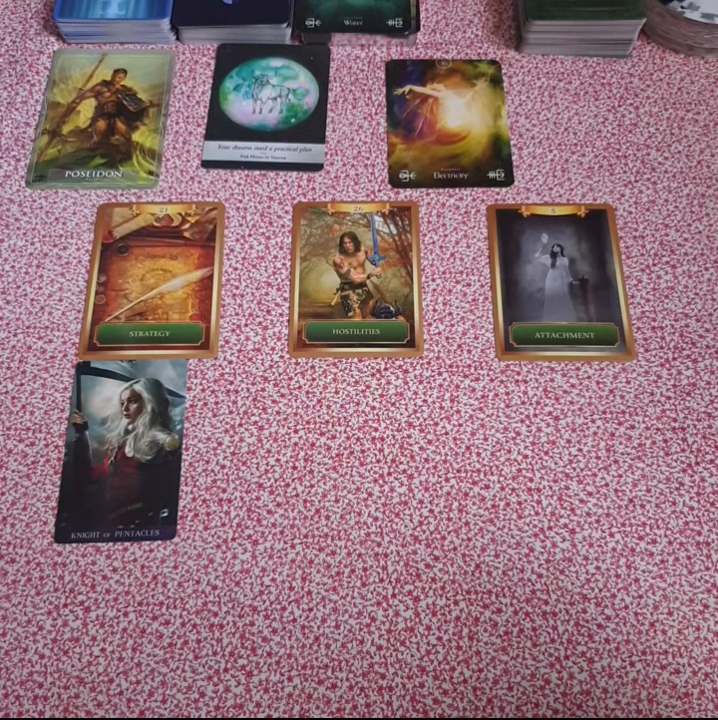 Water
POSEIDON
Your dreams need a practical plan
Full Moon in Taurus
Electricity
21
STRATEGY
26
HOSTILITIES
5
ATTACHMENT
KNIGHT OF PENTACLES